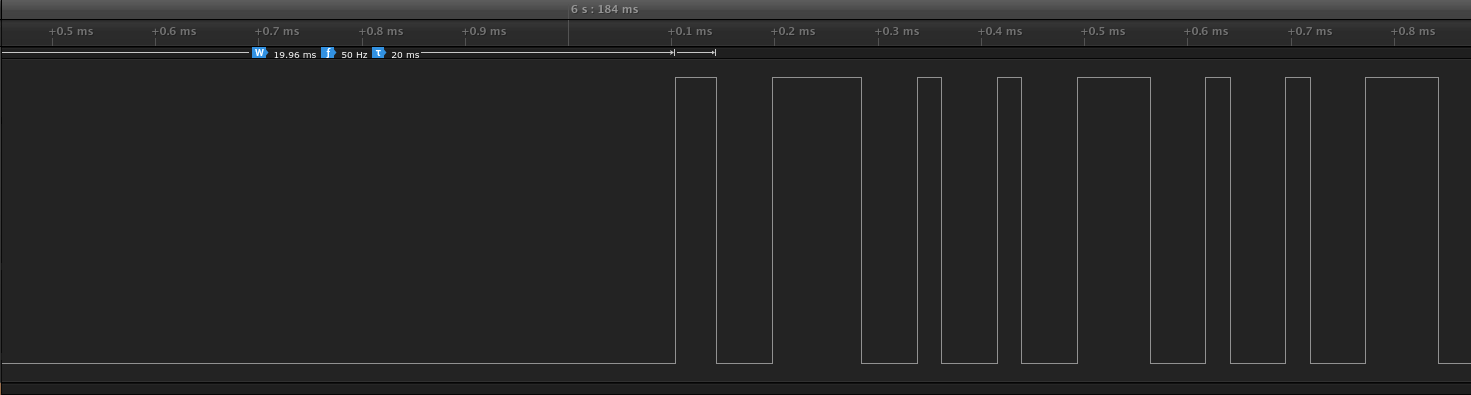 6 s : 184 ms
+0.5 ms +0.6 ms +0.7 ms +0.8 ms +0.9 ms +0.1 ms +0.2 ms +0.3 ms +0.4 ms +0.5 ms +0.6 ms +0.7 ms +0.8 ms
W 19.96 ms f 50 Hz τ 20 ms